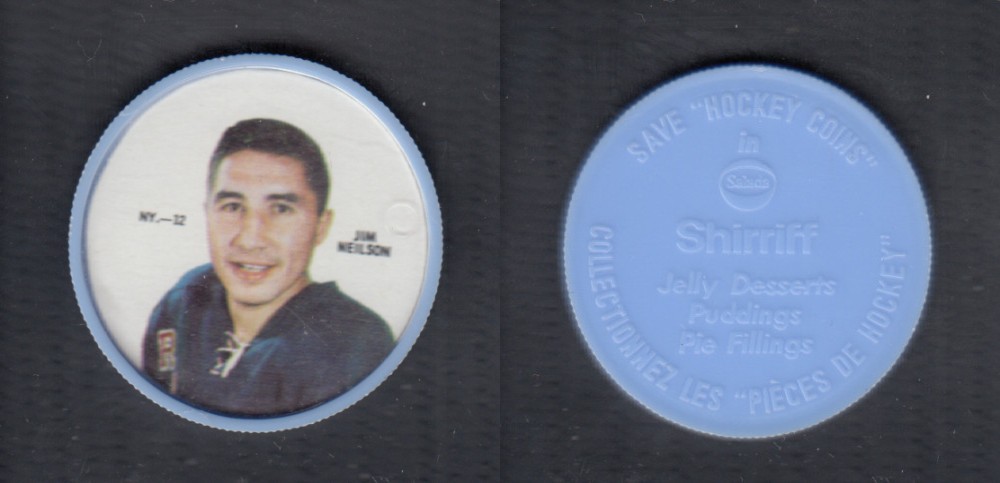 NY.—12
JIM
NEILSON
SAVE "HOCKEY COINS"
in
Salada
Shirriff
Jelly Desserts
Puddings
Pie Fillings
COLLECTIONNEZ LES "PIÈCES DE HOCKEY"